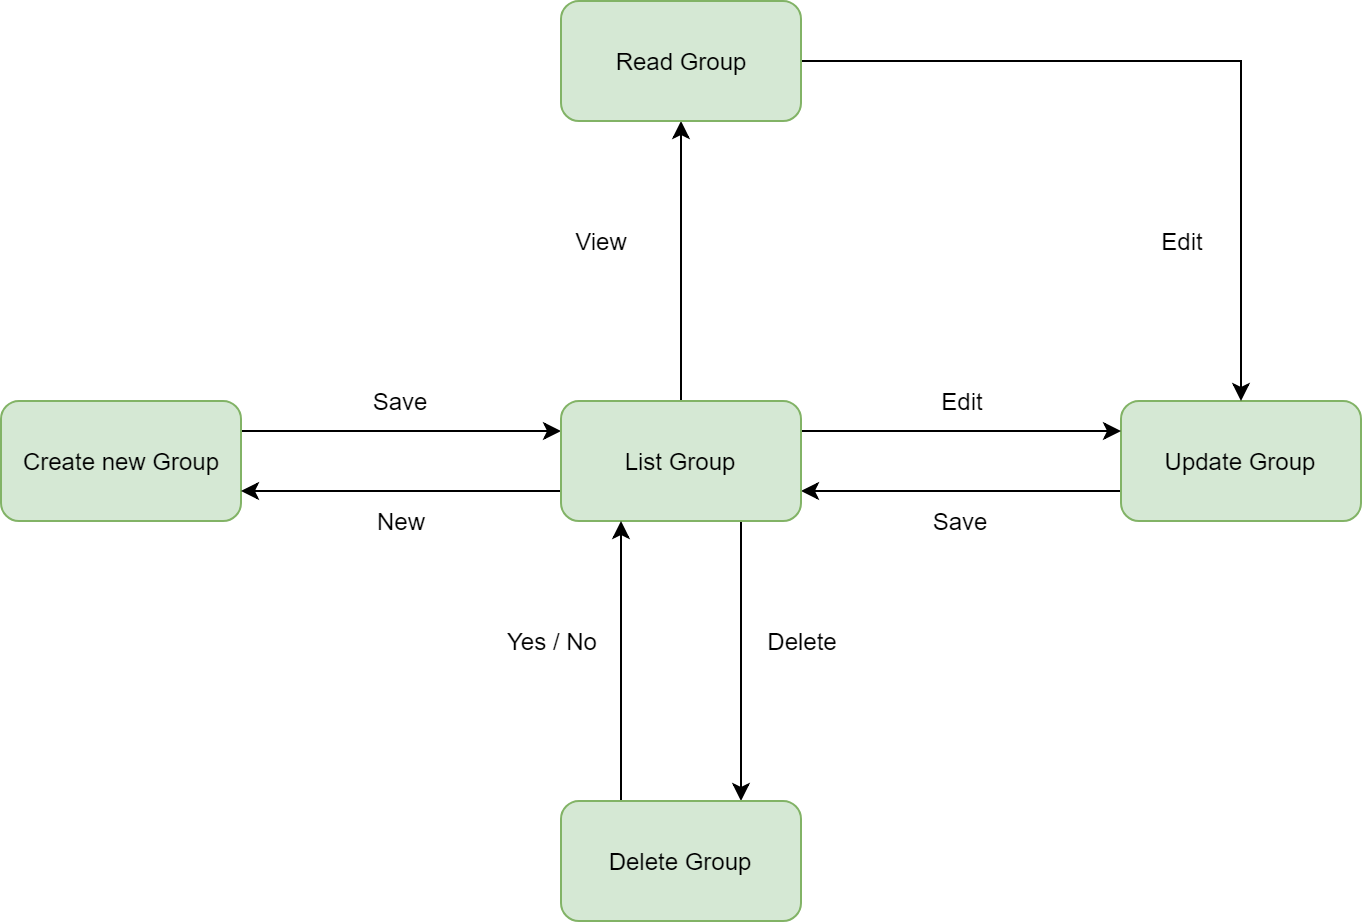 Read Group
View
Edit
Save
Edit
Create new Group
List Group
Update Group
New
Save
Yes / No
Delete
Delete Group